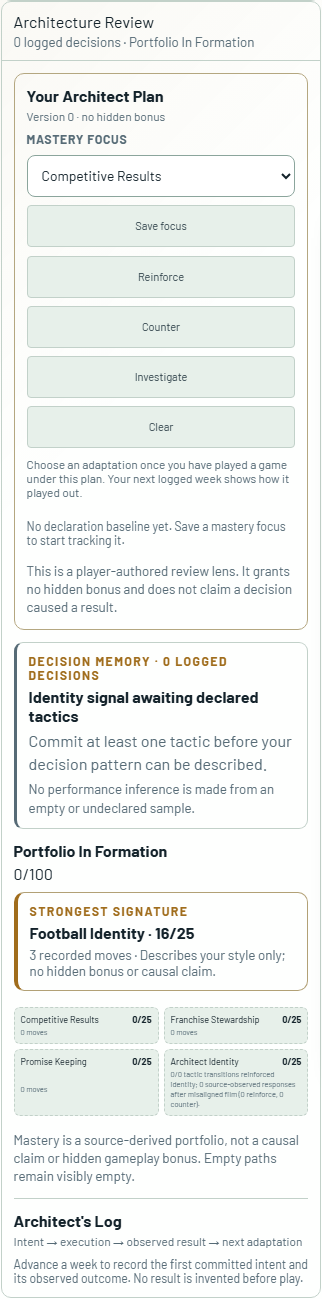 Architecture Review
0 logged decisions · Portfolio In Formation
Your Architect Plan
Version 0 · no hidden bonus
MASTERY FOCUS
Competitive Results
Save focus
Reinforce
Counter
Investigate
Clear
Choose an adaptation once you have played a game
under this plan. Your next logged week shows how it
played out.
No declaration baseline yet. Save a mastery focus
to start tracking it.
This is a player-authored review lens. It grants
no hidden bonus and does not claim a decision
caused a result.
DECISION MEMORY · 0 LOGGED
DECISIONS
Identity signal awaiting declared
tactics
Commit at least one tactic before your
decision pattern can be described.
No performance inference is made from an
empty or undeclared sample.
Portfolio In Formation
0/100
STRONGEST SIGNATURE
Football Identity · 16/25
3 recorded moves · Describes your style only;
no hidden bonus or causal claim.
Competitive Results 0/25
0 moves
Franchise Stewardship 0/25
0 moves
Promise Keeping 0/25
0 moves
Architect Identity 0/25
0/0 tactic transitions reinforced
identity; 0 source-observed responses
after misaligned film (0 reinforce, 0
counter).
Mastery is a source-derived portfolio, not a causal
claim or hidden gameplay bonus. Empty paths
remain visibly empty.
Architect's Log
Intent → execution → observed result → next adaptation
Advance a week to record the first committed intent and
its observed outcome. No result is invented before play.